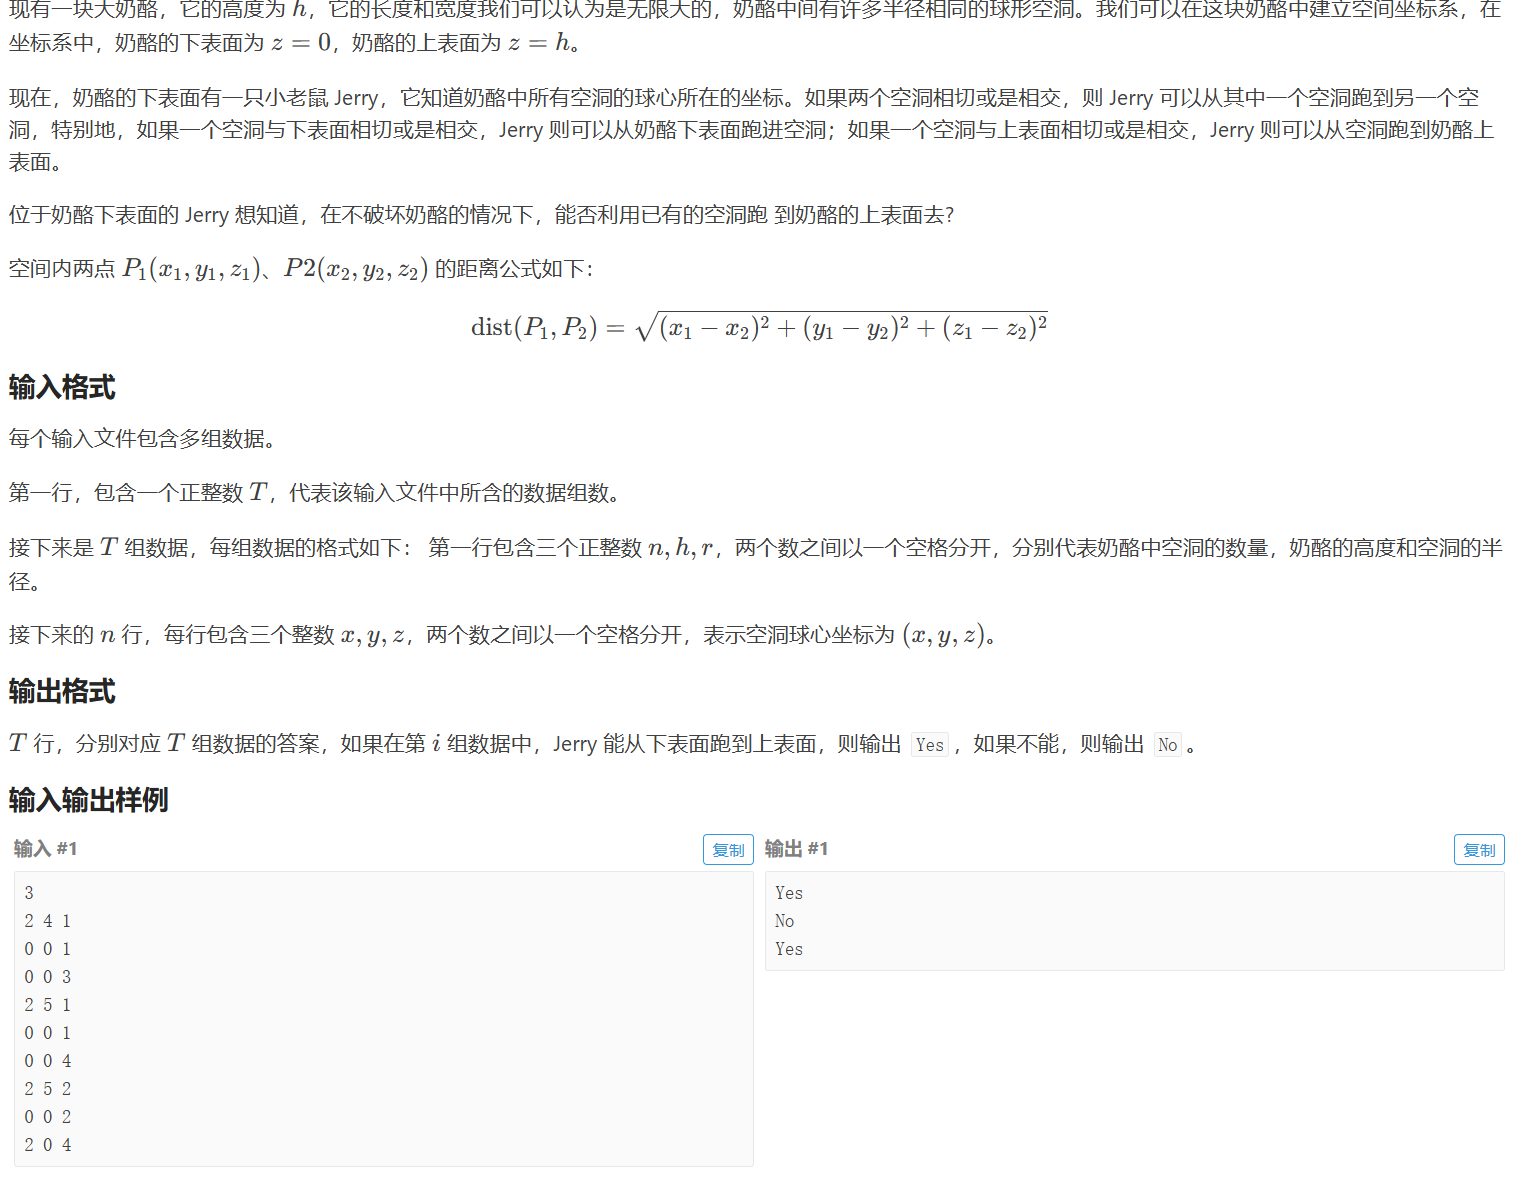 现有一块大奶酪，它的高度为 h，它的长度和宽度我们可以认为是无限大的，奶酪中间有许多半径相同的球形空洞。我们可以在这块奶酪中建立空间坐标系，在
坐标系中，奶酪的下表面为 z = 0，奶酪的上表面为 z = h。
现在，奶酪的下表面有一只小老鼠 Jerry，它知道奶酪中所有空洞的球心所在的坐标。如果两个空洞相切或是相交，则 Jerry 可以从其中一个空洞跑到另一个空
洞，特别地，如果一个空洞与下表面相切或是相交，Jerry 则可以从奶酪下表面跑进空洞；如果一个空洞与上表面相切或是相交，Jerry 则可以从空洞跑到奶酪上
表面。
位于奶酪下表面的 Jerry 想知道，在不破坏奶酪的情况下，能否利用已有的空洞跑 到奶酪的上表面去?
空间内两点 P₁(x₁, y₁, z₁)、P2(x₂, y₂, z₂) 的距离公式如下：
dist(P₁, P₂) = √((x₁ − x₂)² + (y₁ − y₂)² + (z₁ − z₂)²)
输入格式
每个输入文件包含多组数据。
第一行，包含一个正整数 T，代表该输入文件中所含的数据组数。
接下来是 T 组数据，每组数据的格式如下： 第一行包含三个正整数 n, h, r，两个数之间以一个空格分开，分别代表奶酪中空洞的数量，奶酪的高度和空洞的半
径。
接下来的 n 行，每行包含三个整数 x, y, z，两个数之间以一个空格分开，表示空洞球心坐标为 (x, y, z)。
输出格式
T 行，分别对应 T 组数据的答案，如果在第 i 组数据中，Jerry 能从下表面跑到上表面，则输出 Yes ，如果不能，则输出 No 。
输入输出样例
输入 #1
复制
3
2 4 1
0 0 1
0 0 3
2 5 1
0 0 1
0 0 4
2 5 2
0 0 2
2 0 4
输出 #1
复制
Yes
No
Yes